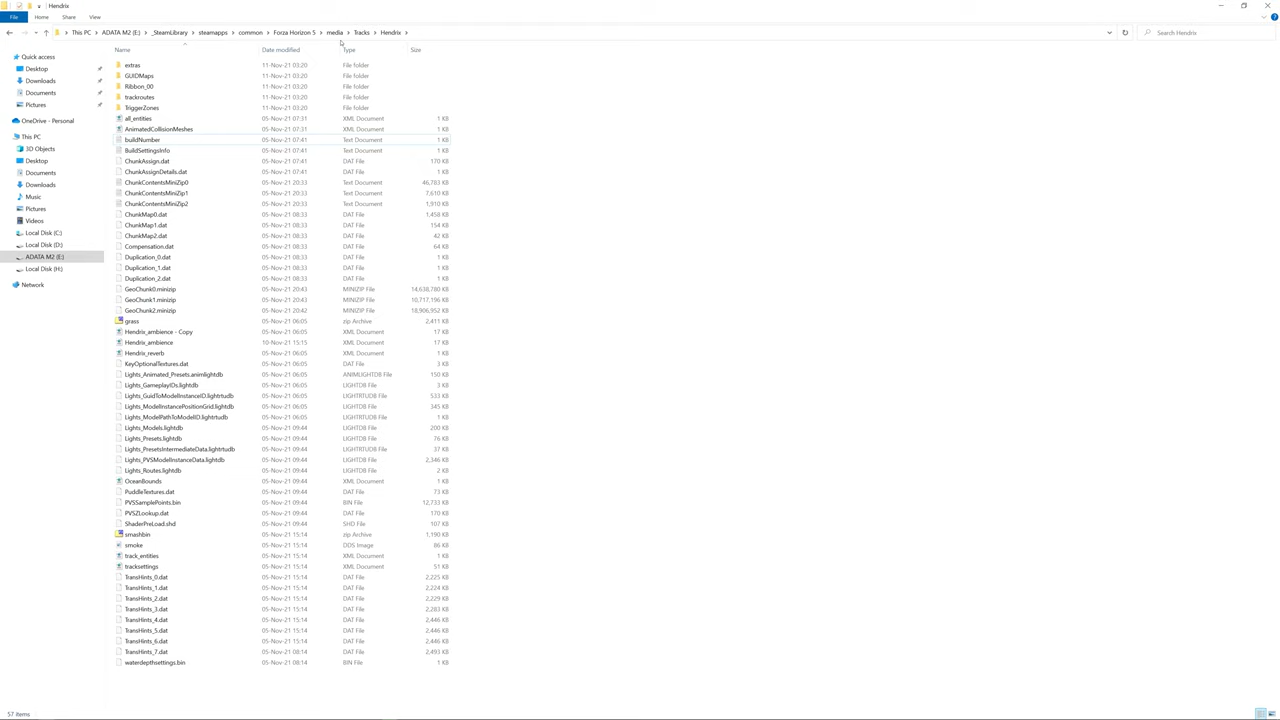 Hendrix
File Home Share View
This PC ADATA M2 (E:) _SteamLibrary steamapps common Forza Horizon 5 media Tracks Hendrix Search Hendrix
Name Date modified Type Size
Quick access
Desktop
Downloads
Documents
Pictures
OneDrive - Personal
This PC
3D Objects
Desktop
Documents
Downloads
Music
Pictures
Videos
Local Disk (C:)
Local Disk (D:)
ADATA M2 (E:)
Local Disk (H:)
Network
extras 11-Nov-21 03:20 File folder
GUIDMaps 11-Nov-21 03:20 File folder
Ribbon_00 11-Nov-21 03:20 File folder
trackroutes 11-Nov-21 03:20 File folder
TriggerZones 11-Nov-21 03:20 File folder
all_entities 05-Nov-21 07:31 XML Document 1 KB
AnimatedCollisionMeshes 05-Nov-21 07:31 XML Document 1 KB
buildNumber 05-Nov-21 07:41 Text Document 1 KB
BuildSettingsInfo 05-Nov-21 07:41 Text Document 1 KB
ChunkAssign.dat 05-Nov-21 07:41 DAT File 170 KB
ChunkAssignDetails.dat 05-Nov-21 07:41 DAT File 1 KB
ChunkContentsMiniZip0 05-Nov-21 20:33 Text Document 46,783 KB
ChunkContentsMiniZip1 05-Nov-21 20:33 Text Document 7,610 KB
ChunkContentsMiniZip2 05-Nov-21 20:33 Text Document 1,910 KB
ChunkMap0.dat 05-Nov-21 08:33 DAT File 1,458 KB
ChunkMap1.dat 05-Nov-21 08:33 DAT File 154 KB
ChunkMap2.dat 05-Nov-21 08:33 DAT File 42 KB
Compensation.dat 05-Nov-21 08:33 DAT File 64 KB
Duplication_0.dat 05-Nov-21 08:33 DAT File 1 KB
Duplication_1.dat 05-Nov-21 08:33 DAT File 1 KB
Duplication_2.dat 05-Nov-21 08:33 DAT File 1 KB
GeoChunk0.minizip 05-Nov-21 20:43 MINIZIP File 14,638,780 KB
GeoChunk1.minizip 05-Nov-21 20:43 MINIZIP File 10,717,196 KB
GeoChunk2.minizip 05-Nov-21 20:42 MINIZIP File 18,906,952 KB
grass 05-Nov-21 06:05 zip Archive 2,411 KB
Hendrix_ambience - Copy 05-Nov-21 06:05 XML Document 17 KB
Hendrix_ambience 10-Nov-21 15:15 XML Document 17 KB
Hendrix_reverb 05-Nov-21 06:05 XML Document 1 KB
KeyOptionalTextures.dat 05-Nov-21 06:05 DAT File 3 KB
Lights_Animated_Presets.animlightdb 05-Nov-21 06:05 ANIMLIGHTDB File 150 KB
Lights_GameplayIDs.lightdb 05-Nov-21 06:05 LIGHTDB File 3 KB
Lights_GuidToModelInstanceID.lightrtudb 05-Nov-21 06:05 LIGHTRTUDB File 533 KB
Lights_ModelInstancePositionGrid.lightdb 05-Nov-21 06:05 LIGHTDB File 345 KB
Lights_ModelPathToModelID.lightrtudb 05-Nov-21 06:05 LIGHTRTUDB File 1 KB
Lights_Models.lightdb 05-Nov-21 09:44 LIGHTDB File 200 KB
Lights_Presets.lightdb 05-Nov-21 09:44 LIGHTDB File 76 KB
Lights_PresetsIntermediateData.lightrtudb 05-Nov-21 09:44 LIGHTRTUDB File 37 KB
Lights_PVSModelInstanceData.lightdb 05-Nov-21 09:44 LIGHTDB File 2,346 KB
Lights_Routes.lightdb 05-Nov-21 09:44 LIGHTDB File 2 KB
OceanBounds 05-Nov-21 09:44 XML Document 1 KB
PuddleTextures.dat 05-Nov-21 09:44 DAT File 73 KB
PVSSamplePoints.bin 05-Nov-21 09:44 BIN File 12,733 KB
PVSZLookup.dat 05-Nov-21 09:44 DAT File 170 KB
ShaderPreLoad.shd 05-Nov-21 09:44 SHD File 107 KB
smashbin 05-Nov-21 15:14 zip Archive 1,190 KB
smoke 05-Nov-21 15:14 DDS Image 86 KB
track_entities 05-Nov-21 15:14 XML Document 1 KB
tracksettings 05-Nov-21 15:14 XML Document 51 KB
TransHints_0.dat 05-Nov-21 15:14 DAT File 2,225 KB
TransHints_1.dat 05-Nov-21 15:14 DAT File 2,224 KB
TransHints_2.dat 05-Nov-21 15:14 DAT File 2,229 KB
TransHints_3.dat 05-Nov-21 15:14 DAT File 2,283 KB
TransHints_4.dat 05-Nov-21 15:14 DAT File 2,446 KB
TransHints_5.dat 05-Nov-21 15:14 DAT File 2,446 KB
TransHints_6.dat 05-Nov-21 15:14 DAT File 2,446 KB
TransHints_7.dat 05-Nov-21 08:14 DAT File 2,493 KB
waterdepthsettings.bin 05-Nov-21 08:14 BIN File 1 KB
57 items